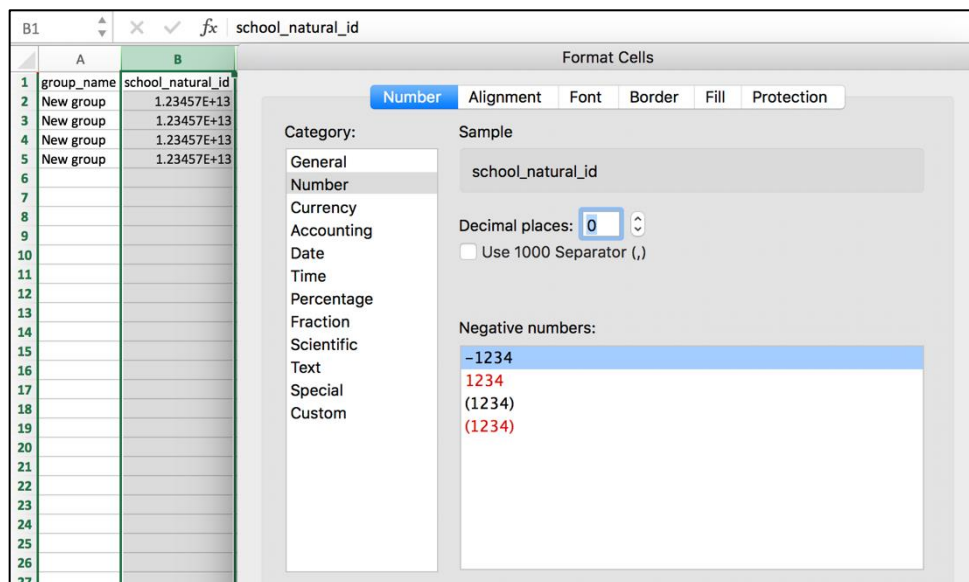 B1 fx school_natural_id
A B
Format Cells
1 group_name school_natural_id
2 New group 1.23457E+13
3 New group 1.23457E+13
4 New group 1.23457E+13
5 New group 1.23457E+13
6
7
8
9
10
11
12
13
14
15
16
17
18
19
20
21
22
23
24
25
26
27
Number Alignment Font Border Fill Protection
Category:
General
Number
Currency
Accounting
Date
Time
Percentage
Fraction
Scientific
Text
Special
Custom
Sample
school_natural_id
Decimal places: 0
Use 1000 Separator (,)
Negative numbers:
-1234
1234
(1234)
(1234)